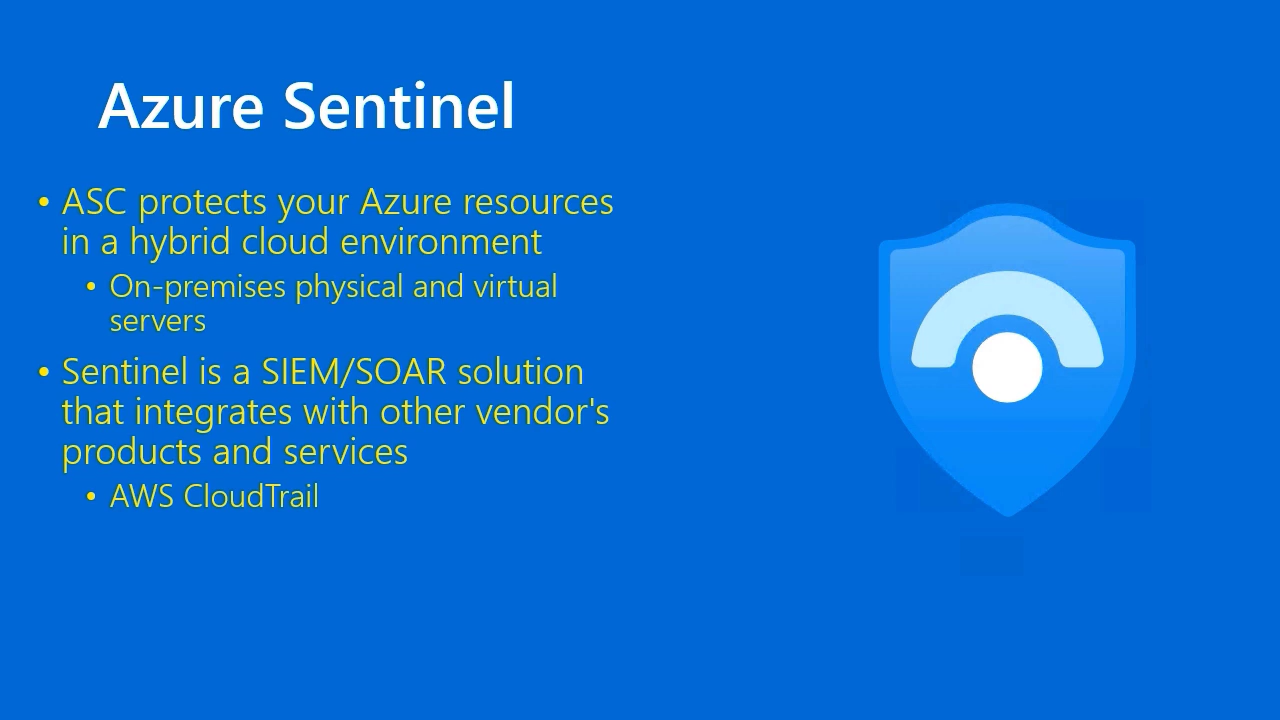 Azure Sentinel
• ASC protects your Azure resources
in a hybrid cloud environment
• On-premises physical and virtual
servers
• Sentinel is a SIEM/SOAR solution
that integrates with other vendor's
products and services
• AWS CloudTrail